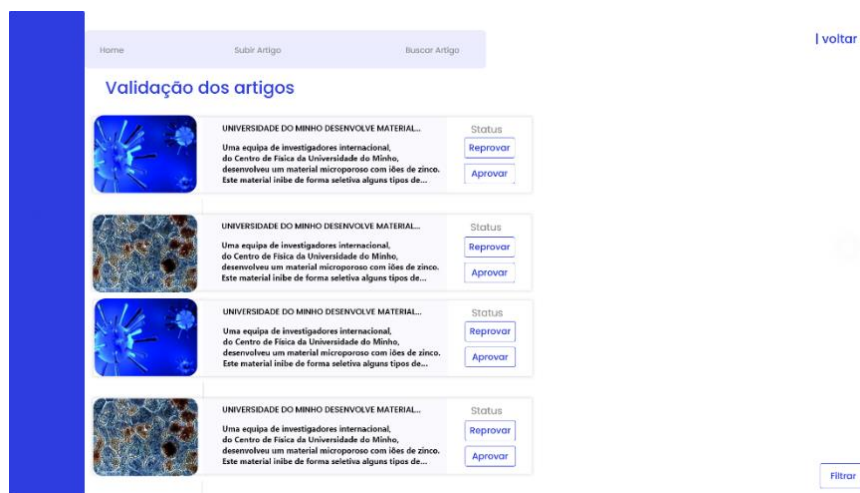 Home Subir Artigo Buscar Artigo
| voltar
Validação dos artigos
UNIVERSIDADE DO MINHO DESENVOLVE MATERIAL...
Uma equipa de investigadores internacional,
do Centro de Física da Universidade do Minho,
desenvolveu um material microporoso com iões de zinco.
Este material inibe de forma seletiva alguns tipos de...
Status
Reprovar
Aprovar
UNIVERSIDADE DO MINHO DESENVOLVE MATERIAL...
Uma equipa de investigadores internacional,
do Centro de Física da Universidade do Minho,
desenvolveu um material microporoso com iões de zinco.
Este material inibe de forma seletiva alguns tipos de...
Status
Reprovar
Aprovar
UNIVERSIDADE DO MINHO DESENVOLVE MATERIAL...
Uma equipa de investigadores internacional,
do Centro de Física da Universidade do Minho,
desenvolveu um material microporoso com iões de zinco.
Este material inibe de forma seletiva alguns tipos de...
Status
Reprovar
Aprovar
UNIVERSIDADE DO MINHO DESENVOLVE MATERIAL...
Uma equipa de investigadores internacional,
do Centro de Física da Universidade do Minho,
desenvolveu um material microporoso com iões de zinco.
Este material inibe de forma seletiva alguns tipos de...
Status
Reprovar
Aprovar
Filtrar